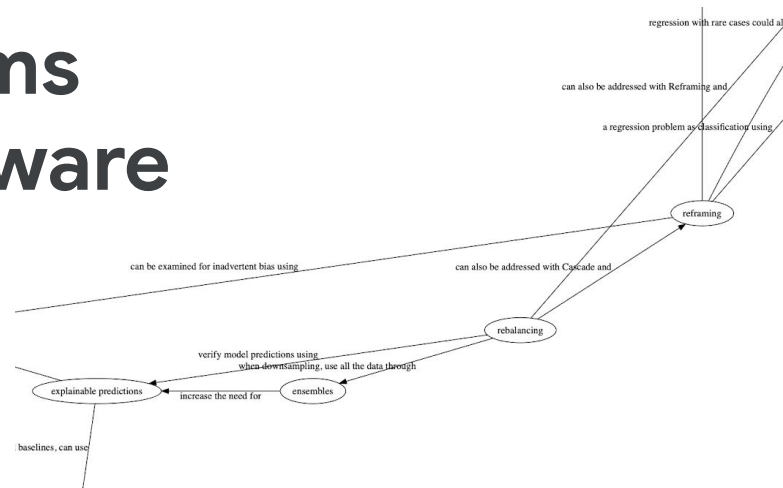 ms
ware
regression with rare cases could al
can also be addressed with Reframing and
a regression problem as classification using
reframing
can be examined for inadvertent bias using
can also be addressed with Cascade and
rebalancing
verify model predictions using
when downsampling, use all the data through
explainable predictions
ensembles
increase the need for
baselines, can use